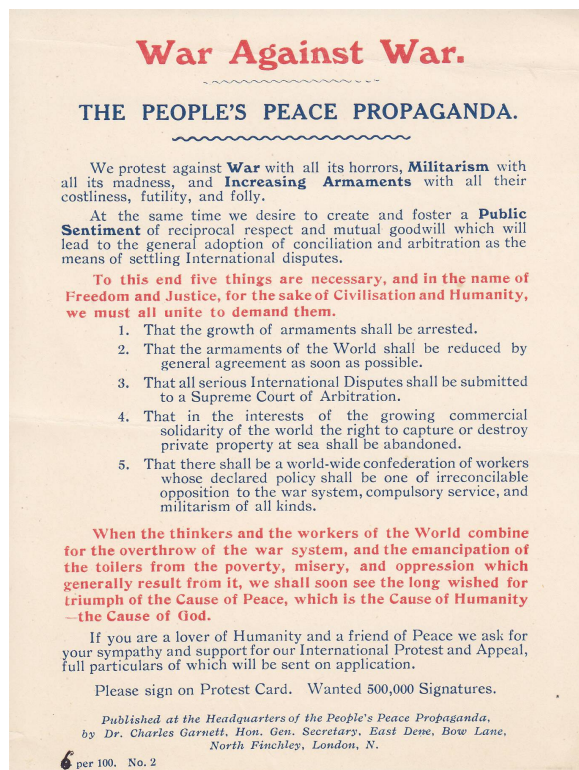 War Against War.
THE PEOPLE'S PEACE PROPAGANDA.
We protest against War with all its horrors, Militarism with
all its madness, and Increasing Armaments with all their
costliness, futility, and folly.
At the same time we desire to create and foster a Public
Sentiment of reciprocal respect and mutual goodwill which will
lead to the general adoption of conciliation and arbitration as the
means of settling International disputes.
To this end five things are necessary, and in the name of
Freedom and Justice, for the sake of Civilisation and Humanity,
we must all unite to demand them.
1. That the growth of armaments shall be arrested.
2. That the armaments of the World shall be reduced by
general agreement as soon as possible.
3. That all serious International Disputes shall be submitted
to a Supreme Court of Arbitration.
4. That in the interests of the growing commercial
solidarity of the world the right to capture or destroy
private property at sea shall be abandoned.
5. That there shall be a world-wide confederation of workers
whose declared policy shall be one of irreconcilable
opposition to the war system, compulsory service, and
militarism of all kinds.
When the thinkers and the workers of the World combine
for the overthrow of the war system, and the emancipation of
the toilers from the poverty, misery, and oppression which
generally result from it, we shall soon see the long wished for
triumph of the Cause of Peace, which is the Cause of Humanity
—the Cause of God.
If you are a lover of Humanity and a friend of Peace we ask for
your sympathy and support for our International Protest and Appeal,
full particulars of which will be sent on application.
Please sign on Protest Card. Wanted 500,000 Signatures.
Published at the Headquarters of the People's Peace Propaganda,
by Dr. Charles Garnett, Hon. Gen. Secretary, East Dene, Bow Lane,
North Finchley, London, N.
6 per 100. No. 2